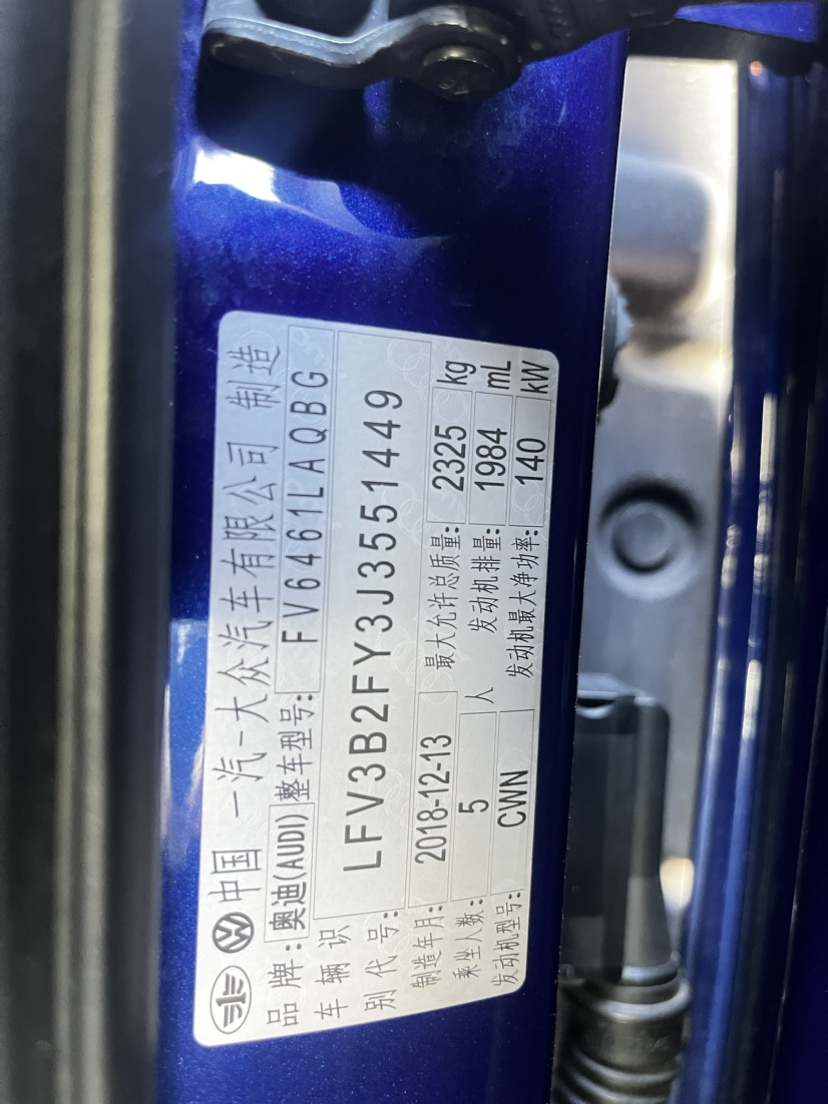 中国 一汽-大众汽车有限公司 制造
品牌:奥迪(AUDI) 整车型号:FV6461LAQBG
车辆识别代号:LFV3B2FY3J3551449
制造年月:2018-12-13 最大允许总质量:2325 kg
乘坐人数:5 人 发动机排量:1984 mL
发动机型号:CWN 发动机最大净功率:140 kW